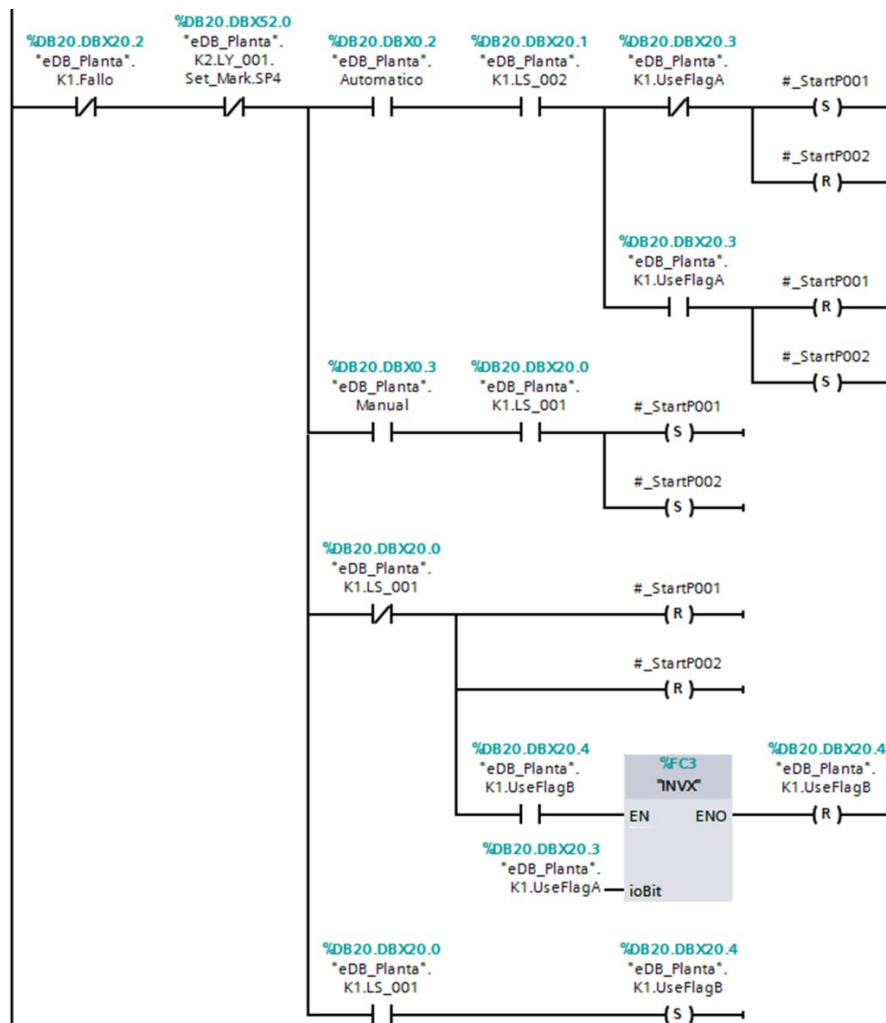 %DB20.DBX20.2
"eDB_Planta".
K1.Fallo
%DB20.DBX52.0
"eDB_Planta".
K2.LY_001.
Set_Mark.SP4
%DB20.DBX0.2
"eDB_Planta".
Automatico
%DB20.DBX20.1
"eDB_Planta".
K1.LS_002
%DB20.DBX20.3
"eDB_Planta".
K1.UseFlagA
#_StartP001
S
#_StartP002
R
%DB20.DBX20.3
"eDB_Planta".
K1.UseFlagA
#_StartP001
R
#_StartP002
S
%DB20.DBX0.3
"eDB_Planta".
Manual
%DB20.DBX20.0
"eDB_Planta".
K1.LS_001
#_StartP001
S
#_StartP002
S
%DB20.DBX20.0
"eDB_Planta".
K1.LS_001
#_StartP001
R
#_StartP002
R
%DB20.DBX20.4
"eDB_Planta".
K1.UseFlagB
%FC3
"INVX"
EN ENO
%DB20.DBX20.4
"eDB_Planta".
K1.UseFlagB
R
%DB20.DBX20.3
"eDB_Planta".
K1.UseFlagA
ioBit
%DB20.DBX20.0
"eDB_Planta".
K1.LS_001
%DB20.DBX20.4
"eDB_Planta".
K1.UseFlagB
S